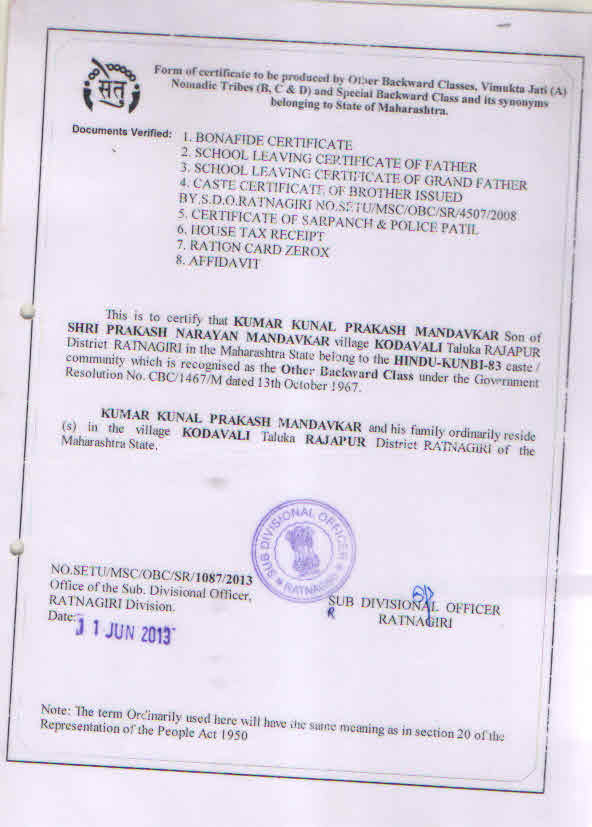 सेतु
Form of certificate to be produced by Other Backward Classes, Vimukta Jati (A)
Nomadic Tribes (B, C & D) and Special Backward Class and its synonyms
belonging to State of Maharashtra.
Documents Verified:
1. BONAFIDE CERTIFICATE
2. SCHOOL LEAVING CERTIFICATE OF FATHER
3. SCHOOL LEAVING CERTIFICATE OF GRAND FATHER
4. CASTE CERTIFICATE OF BROTHER ISSUED
BY.S.D.O.RATNAGIRI NO.SETU/MSC/OBC/SR/4507/2008
5. CERTIFICATE OF SARPANCH & POLICE PATIL
6. HOUSE TAX RECEIPT
7. RATION CARD ZEROX
8. AFFIDAVIT
This is to certify that KUMAR KUNAL PRAKASH MANDAVKAR Son of
SHRI PRAKASH NARAYAN MANDAVKAR village KODAVALI Taluka RAJAPUR
District RATNAGIRI in the Maharashtra State belong to the HINDU-KUNBI-83 caste /
community which is recognised as the Other Backward Class under the Government
Resolution No. CBC/1467/M dated 13th October 1967.
KUMAR KUNAL PRAKASH MANDAVKAR and his family ordinarily reside
(s) in the village KODAVALI Taluka RAJAPUR District RATNAGIRI of the
Maharashtra State.
SUB DIVISIONAL OFFICER
RATNAGIRI
NO.SETU/MSC/OBC/SR/1087/2013
Office of the Sub. Divisional Officer,
RATNAGIRI Division.
Date:
11 JUN 2013
SUB DIVISIONAL OFFICER
RATNAGIRI
Note: The term Ordinarily used here will have the same meaning as in section 20 of the
Representation of the People Act 1950